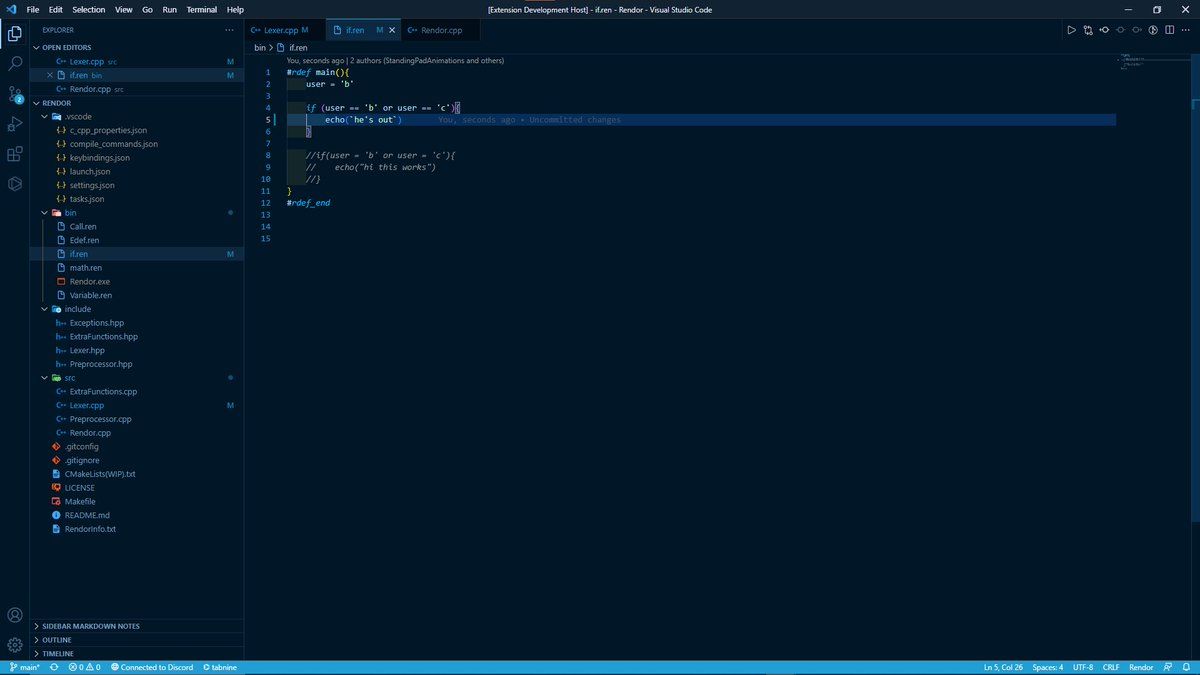 File Edit Selection View Go Run Terminal Help [Extension Development Host] - if.ren - Rendor - Visual Studio Code
EXPLORER ···
OPEN EDITORS
Lexer.cpp src M
if.ren bin M
Rendor.cpp src
RENDOR
.vscode
c_cpp_properties.json
compile_commands.json
keybindings.json
launch.json
settings.json
tasks.json
bin
Call.ren
Edef.ren
if.ren M
math.ren
Rendor.exe
Variable.ren
include
Exceptions.hpp
ExtraFunctions.hpp
Lexer.hpp
Preprocessor.hpp
src
ExtraFunctions.cpp
Lexer.cpp M
Preprocessor.cpp
Rendor.cpp
.gitconfig
.gitignore
CMakeLists(WIP).txt
LICENSE
Makefile
README.md
RendorInfo.txt
SIDEBAR MARKDOWN NOTES
OUTLINE
TIMELINE
2
Lexer.cpp M if.ren M Rendor.cpp
bin > if.ren
You, seconds ago | 2 authors (StandingPadAnimations and others)
1 #rdef main(){
2 user = 'b'
3
4 if (user == 'b' or user == 'c'){
5 echo(`he's out`) You, seconds ago • Uncommitted changes
6 }
7
8 //if(user = 'b' or user = 'c'){
9 // echo("hi this works")
10 //}
11 }
12 #rdef_end
13
14
15
main* 0 0 Connected to Discord tabnine Ln 5, Col 26 Spaces: 4 UTF-8 CRLF Rendor